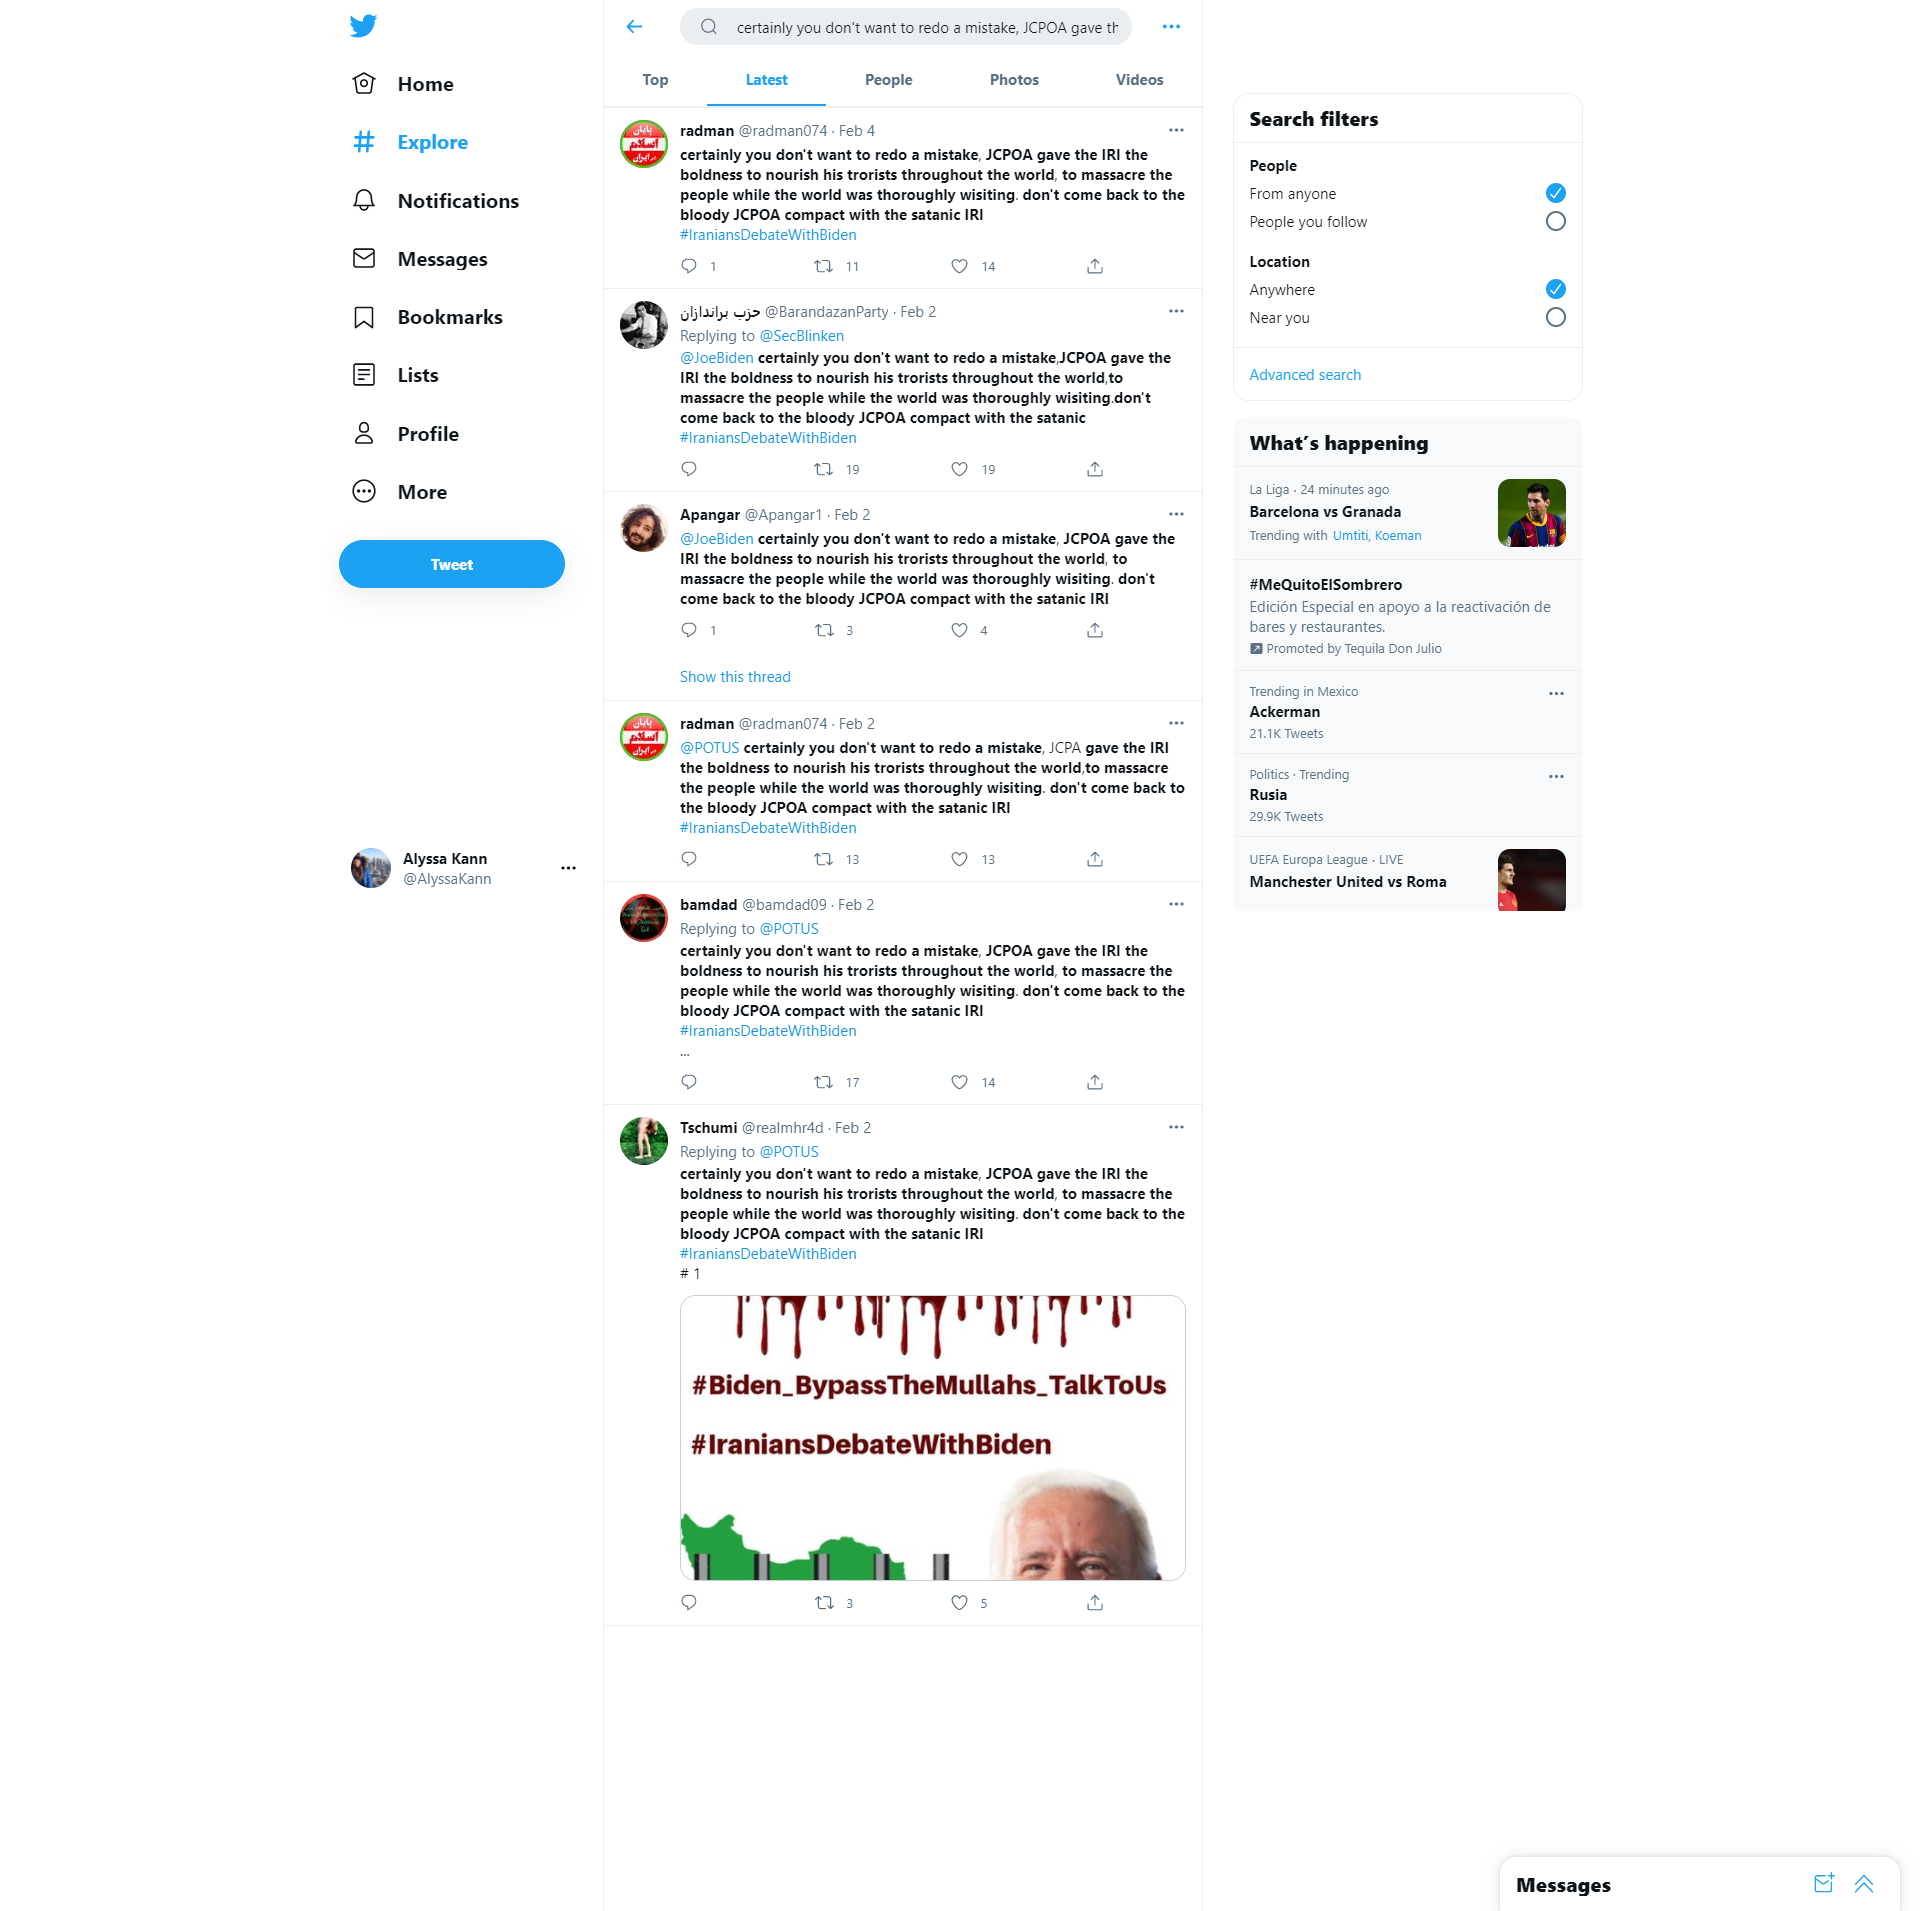 Home
Explore
Notifications
Messages
Bookmarks
Lists
Profile
More
Tweet
Alyssa Kann
@AlyssaKann
certainly you don't want to redo a mistake, JCPOA gave th
Top Latest People Photos Videos
radman @radman074 · Feb 4
certainly you don't want to redo a mistake, JCPOA gave the IRI the
boldness to nourish his trorists throughout the world, to massacre the
people while the world was thoroughly wisiting. don't come back to the
bloody JCPOA compact with the satanic IRI
#IraniansDebateWithBiden
1 11 14
حزب براندازان @BarandazanParty · Feb 2
Replying to @SecBlinken
@JoeBiden certainly you don't want to redo a mistake,JCPOA gave the
IRI the boldness to nourish his trorists throughout the world,to
massacre the people while the world was thoroughly wisiting.don't
come back to the bloody JCPOA compact with the satanic
#IraniansDebateWithBiden
19 19
Apangar @Apangar1 · Feb 2
@JoeBiden certainly you don't want to redo a mistake, JCPOA gave the
IRI the boldness to nourish his trorists throughout the world, to
massacre the people while the world was thoroughly wisiting. don't
come back to the bloody JCPOA compact with the satanic IRI
1 3 4
Show this thread
radman @radman074 · Feb 2
@POTUS certainly you don't want to redo a mistake, JCPA gave the IRI
the boldness to nourish his trorists throughout the world,to massacre
the people while the world was thoroughly wisiting. don't come back to
the bloody JCPOA compact with the satanic IRI
#IraniansDebateWithBiden
13 13
bamdad @bamdad09 · Feb 2
Replying to @POTUS
certainly you don't want to redo a mistake, JCPOA gave the IRI the
boldness to nourish his trorists throughout the world, to massacre the
people while the world was thoroughly wisiting. don't come back to the
bloody JCPOA compact with the satanic IRI
#IraniansDebateWithBiden
...
17 14
Tschumi @realmhr4d · Feb 2
Replying to @POTUS
certainly you don't want to redo a mistake, JCPOA gave the IRI the
boldness to nourish his trorists throughout the world, to massacre the
people while the world was thoroughly wisiting. don't come back to the
bloody JCPOA compact with the satanic IRI
#IraniansDebateWithBiden
# 1
#Biden_BypassTheMullahs_TalkToUs
#IraniansDebateWithBiden
3 5
Search filters
People
From anyone
People you follow
Location
Anywhere
Near you
Advanced search
What's happening
La Liga · 24 minutes ago
Barcelona vs Granada
Trending with Umtiti, Koeman
#MeQuitoElSombrero
Edición Especial en apoyo a la reactivación de
bares y restaurantes.
Promoted by Tequila Don Julio
Trending in Mexico
Ackerman
21.1K Tweets
Politics · Trending
Rusia
29.9K Tweets
UEFA Europa League · LIVE
Manchester United vs Roma
Messages
پایان
اسلام
در ایران